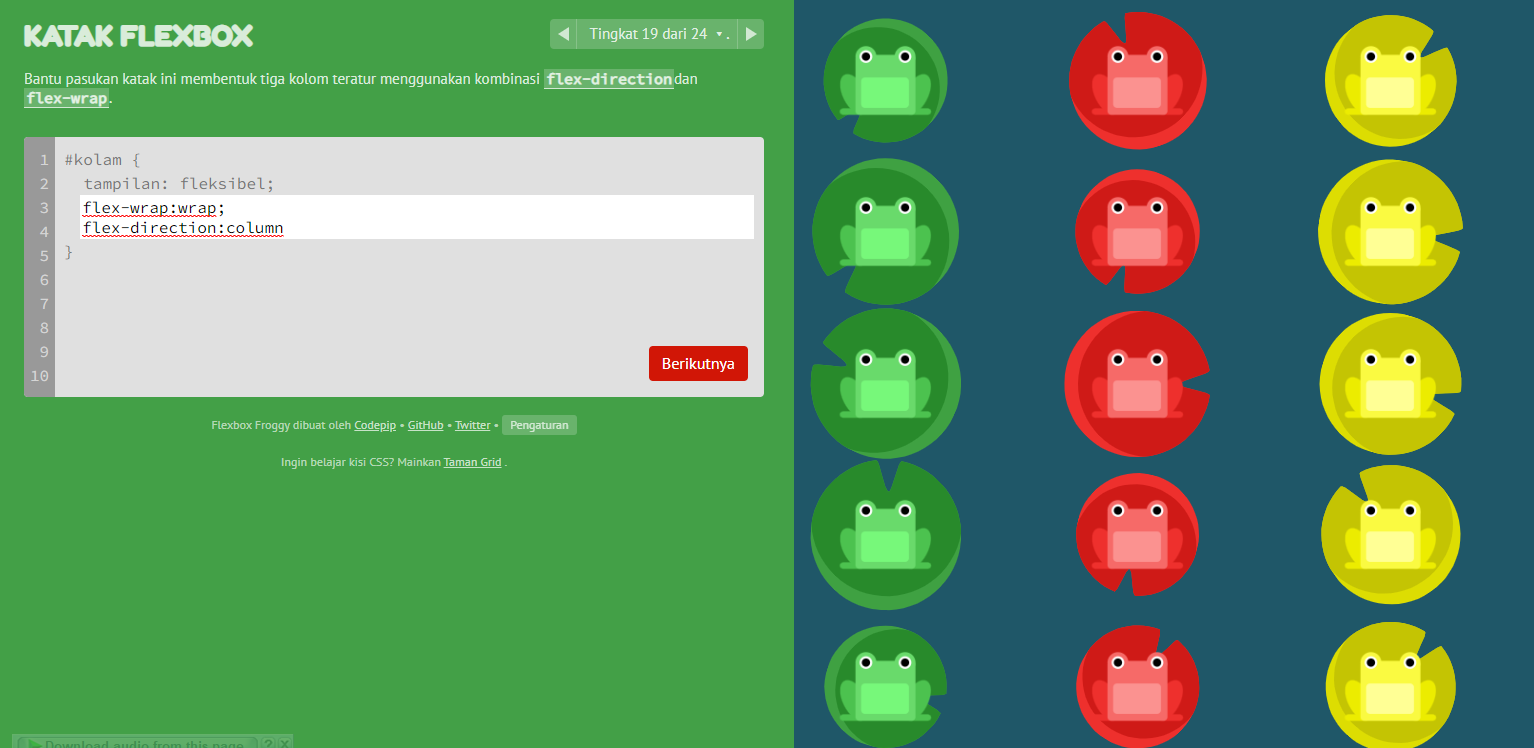 KATAK FLEXBOX
Tingkat 19 dari 24 ▼ .
Bantu pasukan katak ini membentuk tiga kolom teratur menggunakan kombinasi flex-direction dan
flex-wrap.
1 #kolam {
2 tampilan: fleksibel;
3 flex-wrap:wrap;
4 flex-direction:column
5 }
6
7
8
9
10
Berikutnya
Flexbox Froggy dibuat oleh Codepip • GitHub • Twitter • Pengaturan
Ingin belajar kisi CSS? Mainkan Taman Grid .
Download audio from this page ? X